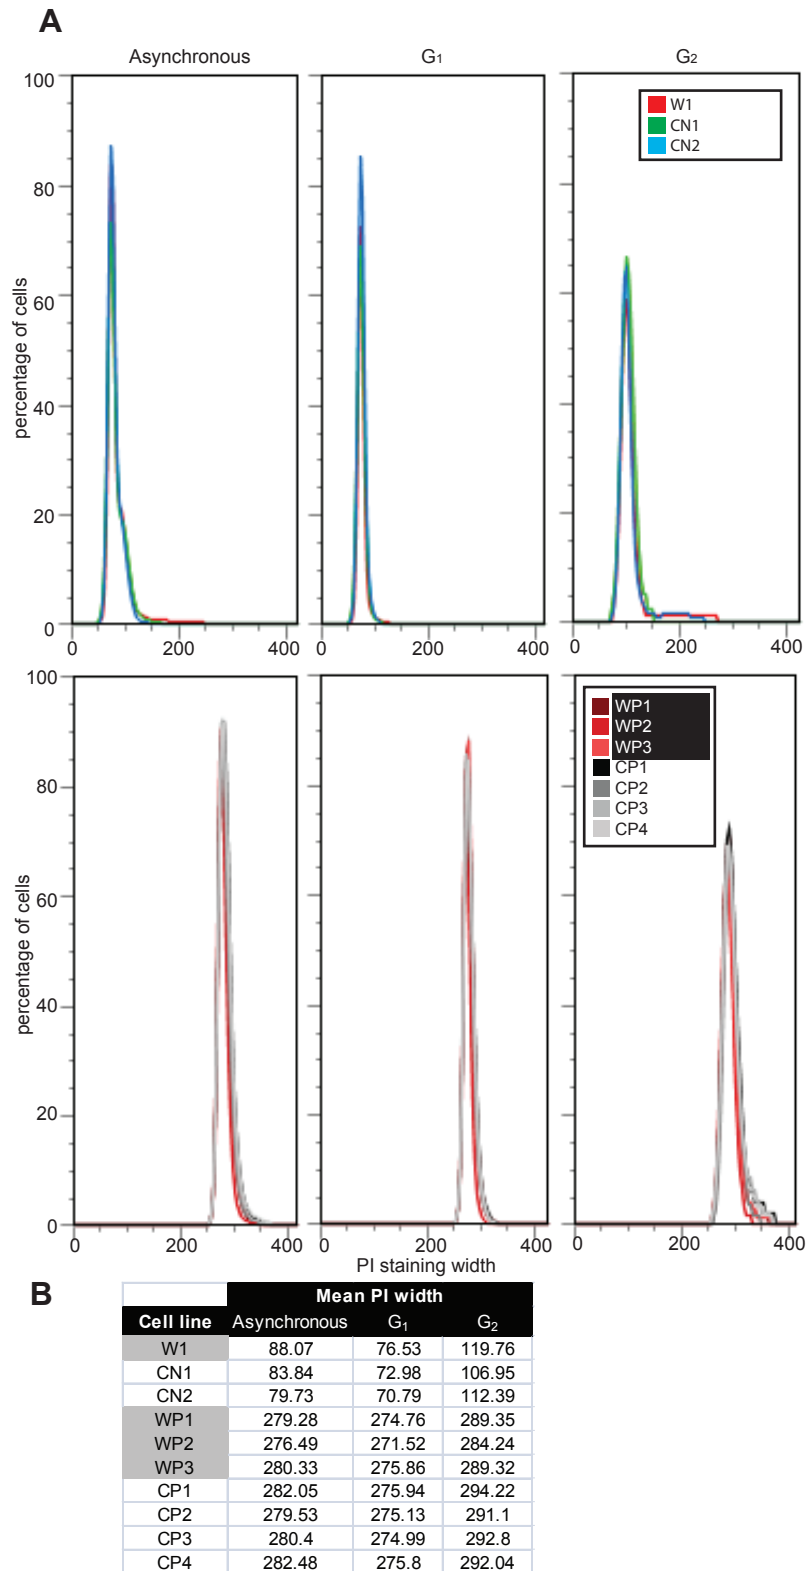 A
Asynchronous G1 G2
percentage of cells
100
80
60
40
20
0
W1
CN1
CN2
0 200 400 0 200 400 0 200 400
percentage of cells
100
80
60
40
20
0
WP1
WP2
WP3
CP1
CP2
CP3
CP4
0 200 400 0 200 400 0 200 400
PI staining width
B
Mean PI width
Cell line Asynchronous G1 G2
W1 88.07 76.53 119.76
CN1 83.84 72.98 106.95
CN2 79.73 70.79 112.39
WP1 279.28 274.76 289.35
WP2 276.49 271.52 284.24
WP3 280.33 275.86 289.32
CP1 282.05 275.94 294.22
CP2 279.53 275.13 291.1
CP3 280.4 274.99 292.8
CP4 282.48 275.8 292.04